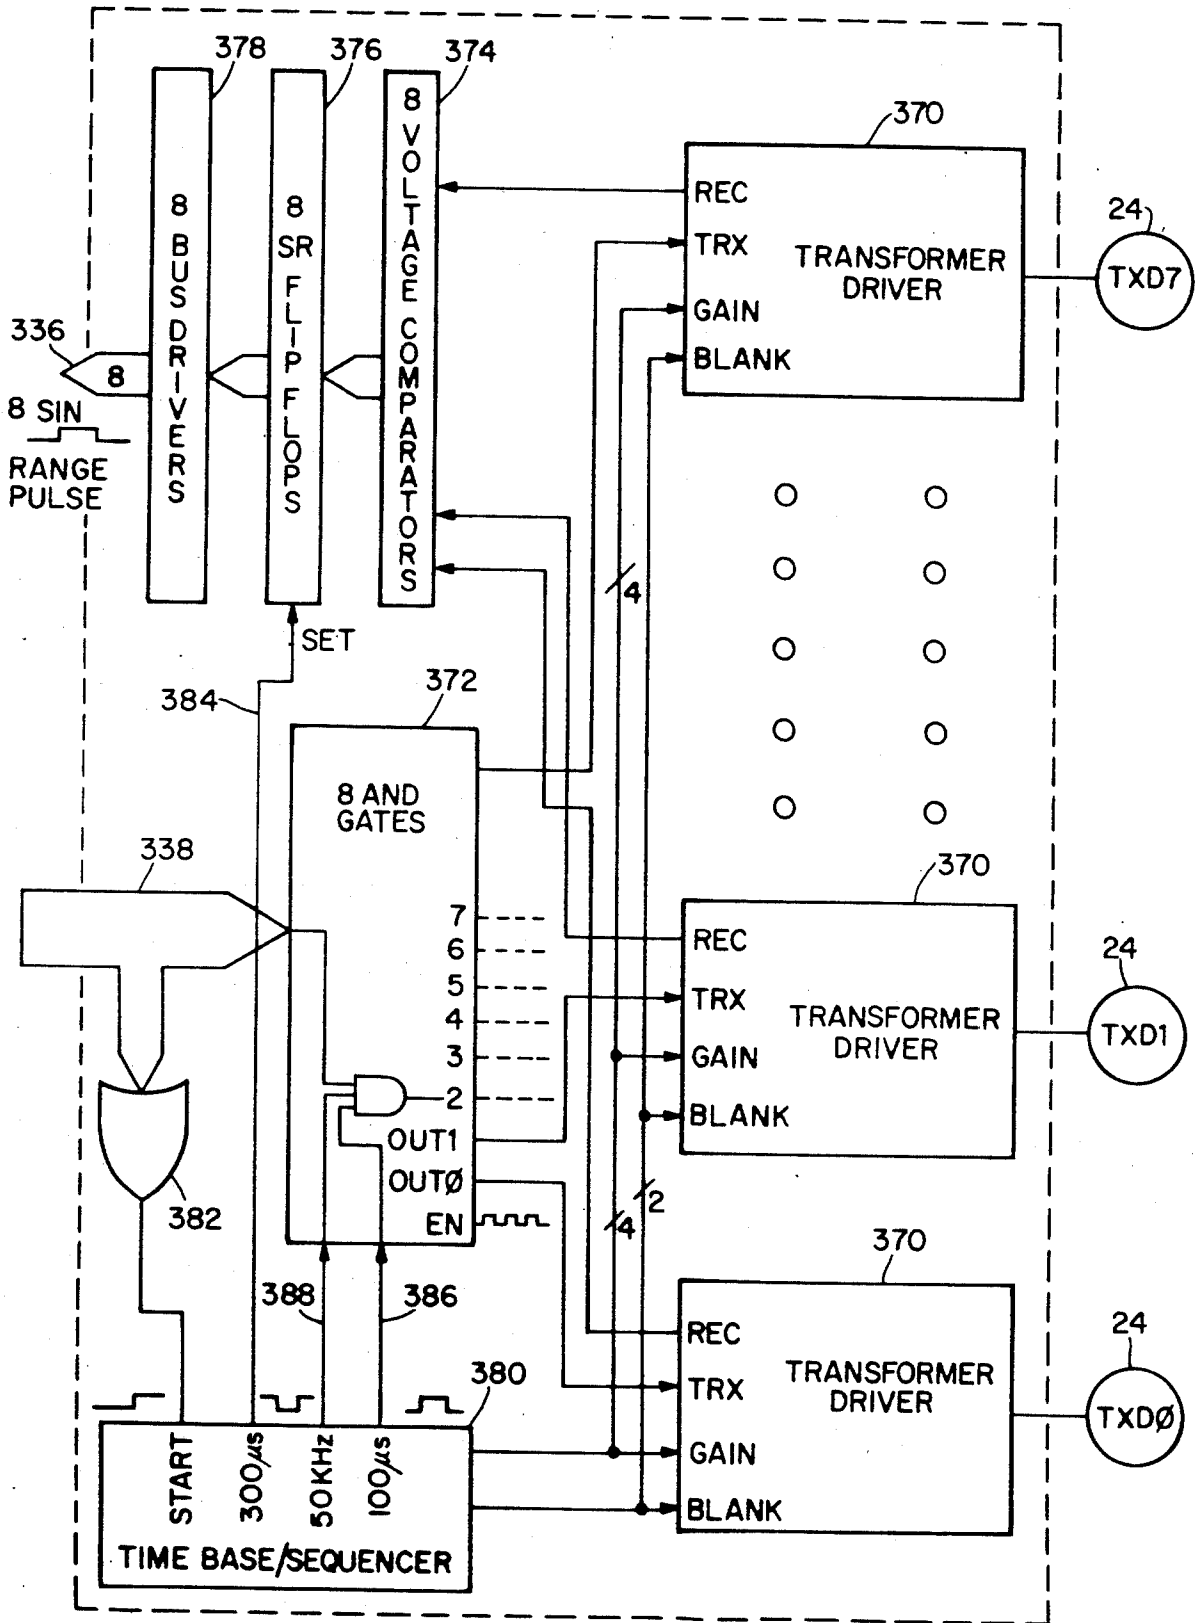 378
376
374
8 BUS DRIVERS
8 SR FLIP FLOPS
8 VOLTAGE COMPARATORS
336
8
8 SIN
RANGE
PULSE
SET
384
370
REC
TRX
GAIN
BLANK
TRANSFORMER
DRIVER
24
TXD7
4
372
8 AND
GATES
338
7
6
5
4
3
2
OUT1
OUTØ
EN
382
388
386
380
START
300µs
50KHz
100µs
TIME BASE/SEQUENCER
370
REC
TRX
GAIN
BLANK
TRANSFORMER
DRIVER
24
TXD1
2
4
370
REC
TRX
GAIN
BLANK
TRANSFORMER
DRIVER
24
TXDØ